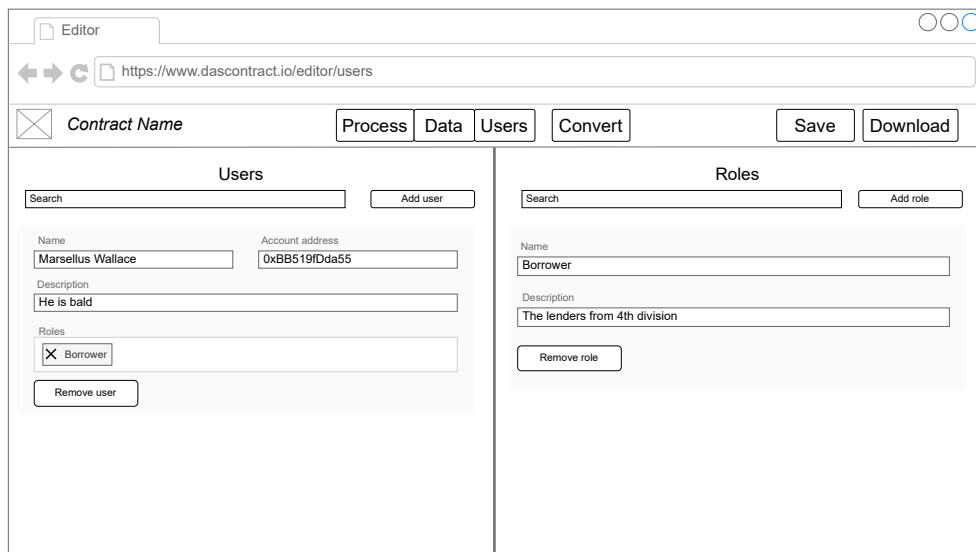 Editor
https://www.dascontract.io/editor/users
Contract Name Process Data Users Convert Save Download
Users
Search Add user
Name Account address
Marsellus Wallace 0xBB519fDda55
Description
He is bald
Roles
Borrower
Remove user
Roles
Search Add role
Name
Borrower
Description
The lenders from 4th division
Remove role